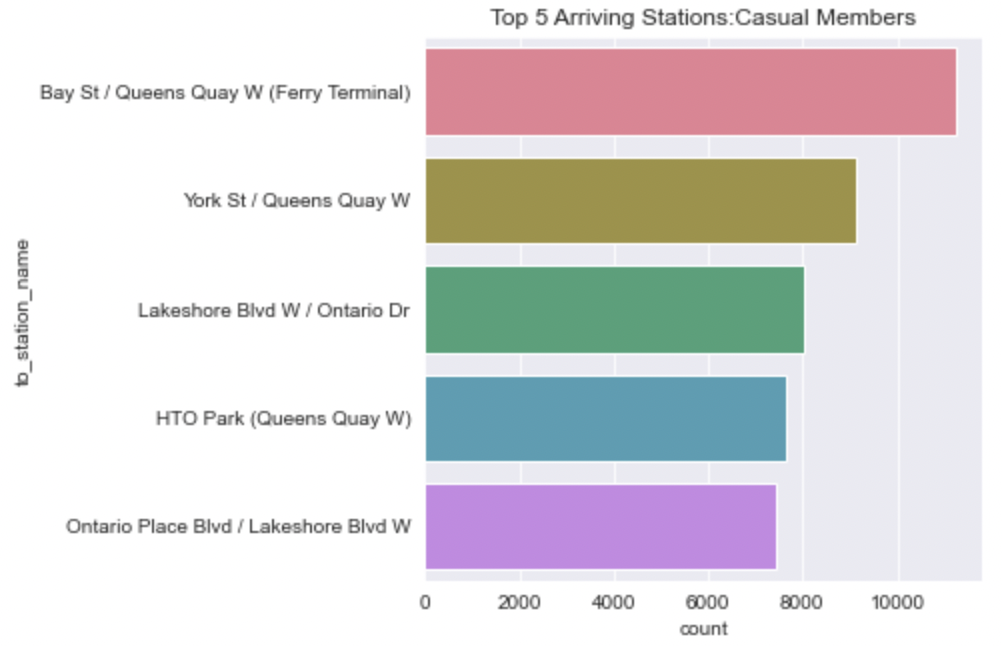 Top 5 Arriving Stations:Casual Members
to_station_name
Bay St / Queens Quay W (Ferry Terminal)
York St / Queens Quay W
Lakeshore Blvd W / Ontario Dr
HTO Park (Queens Quay W)
Ontario Place Blvd / Lakeshore Blvd W
0 2000 4000 6000 8000 10000
count